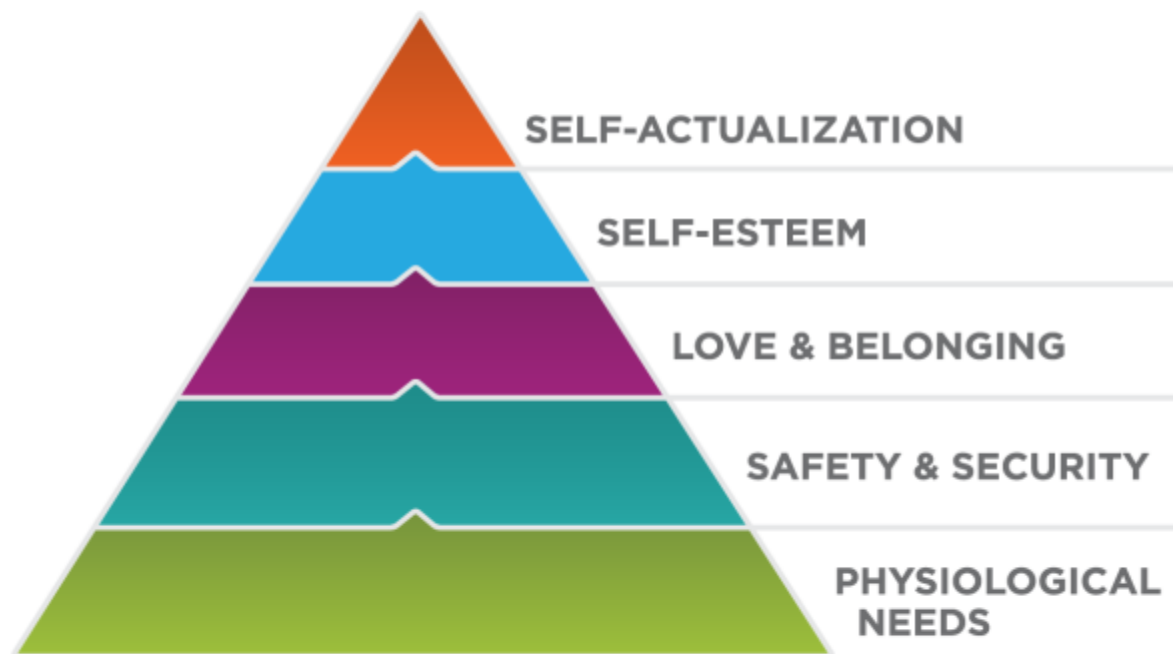 SELF-ACTUALIZATION
SELF-ESTEEM
LOVE & BELONGING
SAFETY & SECURITY
PHYSIOLOGICAL
NEEDS